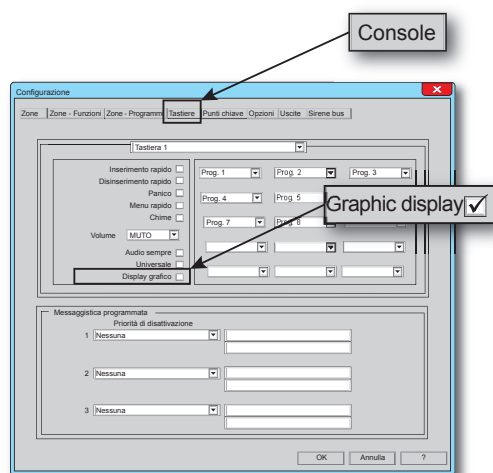 Console
Configurazione
Zone Zone - Funzioni Zone - Programm Tastiere Punti chiave Opzioni Uscite Sirene bus
Tastiera 1
Inserimento rapido
Disinserimento rapido
Panico
Menu rapido
Chime
Volume MUTO
Audio sempre
Universale
Display grafico
Prog. 1 Prog. 2 Prog. 3
Prog. 4 Prog. 5
Prog. 7 Prog. 8
Graphic display
Messaggistica programmata
Priorità di disattivazione
1 Nessuna
2 Nessuna
3 Nessuna
OK Annulla ?